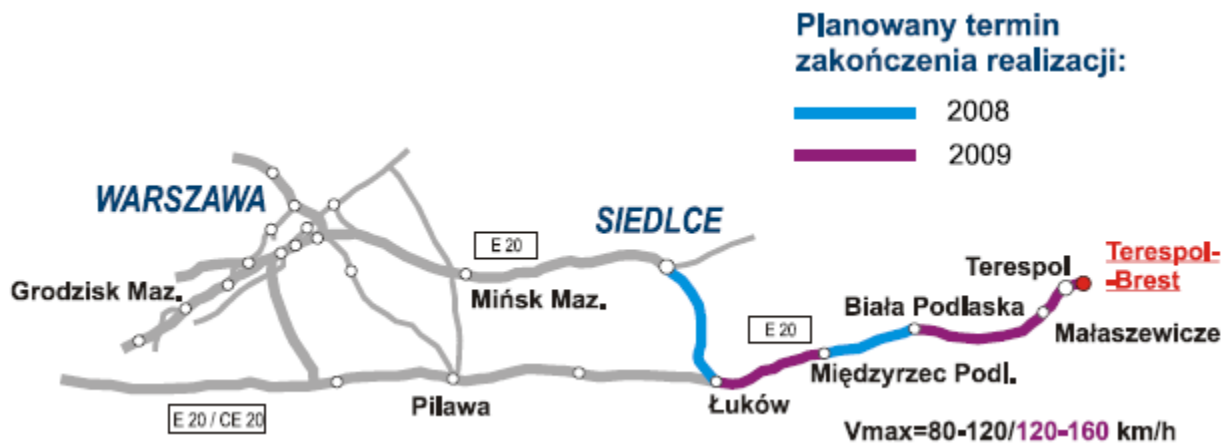 Planowany termin
zakończenia realizacji:
2008
2009
WARSZAWA
SIEDLCE
E 20
Grodzisk Maz.
Mińsk Maz.
Terespol
Terespol-
-Brest
Biała Podlaska
E 20
Małaszewicze
Międzyrzec Podl.
Pilawa
Łuków
E 20 / CE 20
Vmax=80-120/120-160 km/h